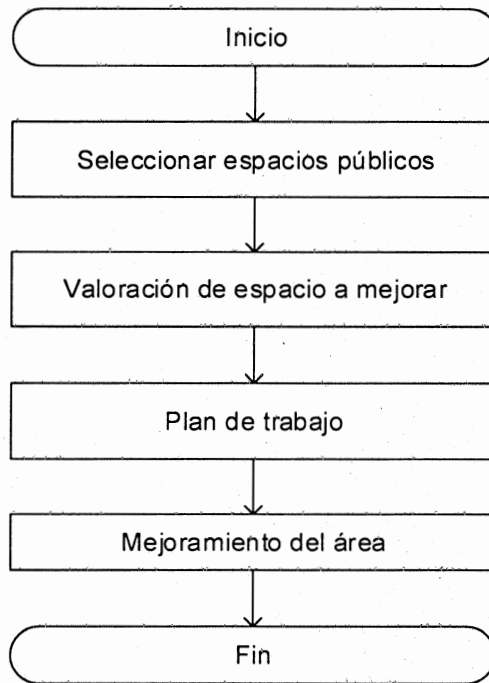 Inicio
Seleccionar espacios públicos
Valoración de espacio a mejorar
Plan de trabajo
Mejoramiento del área
Fin